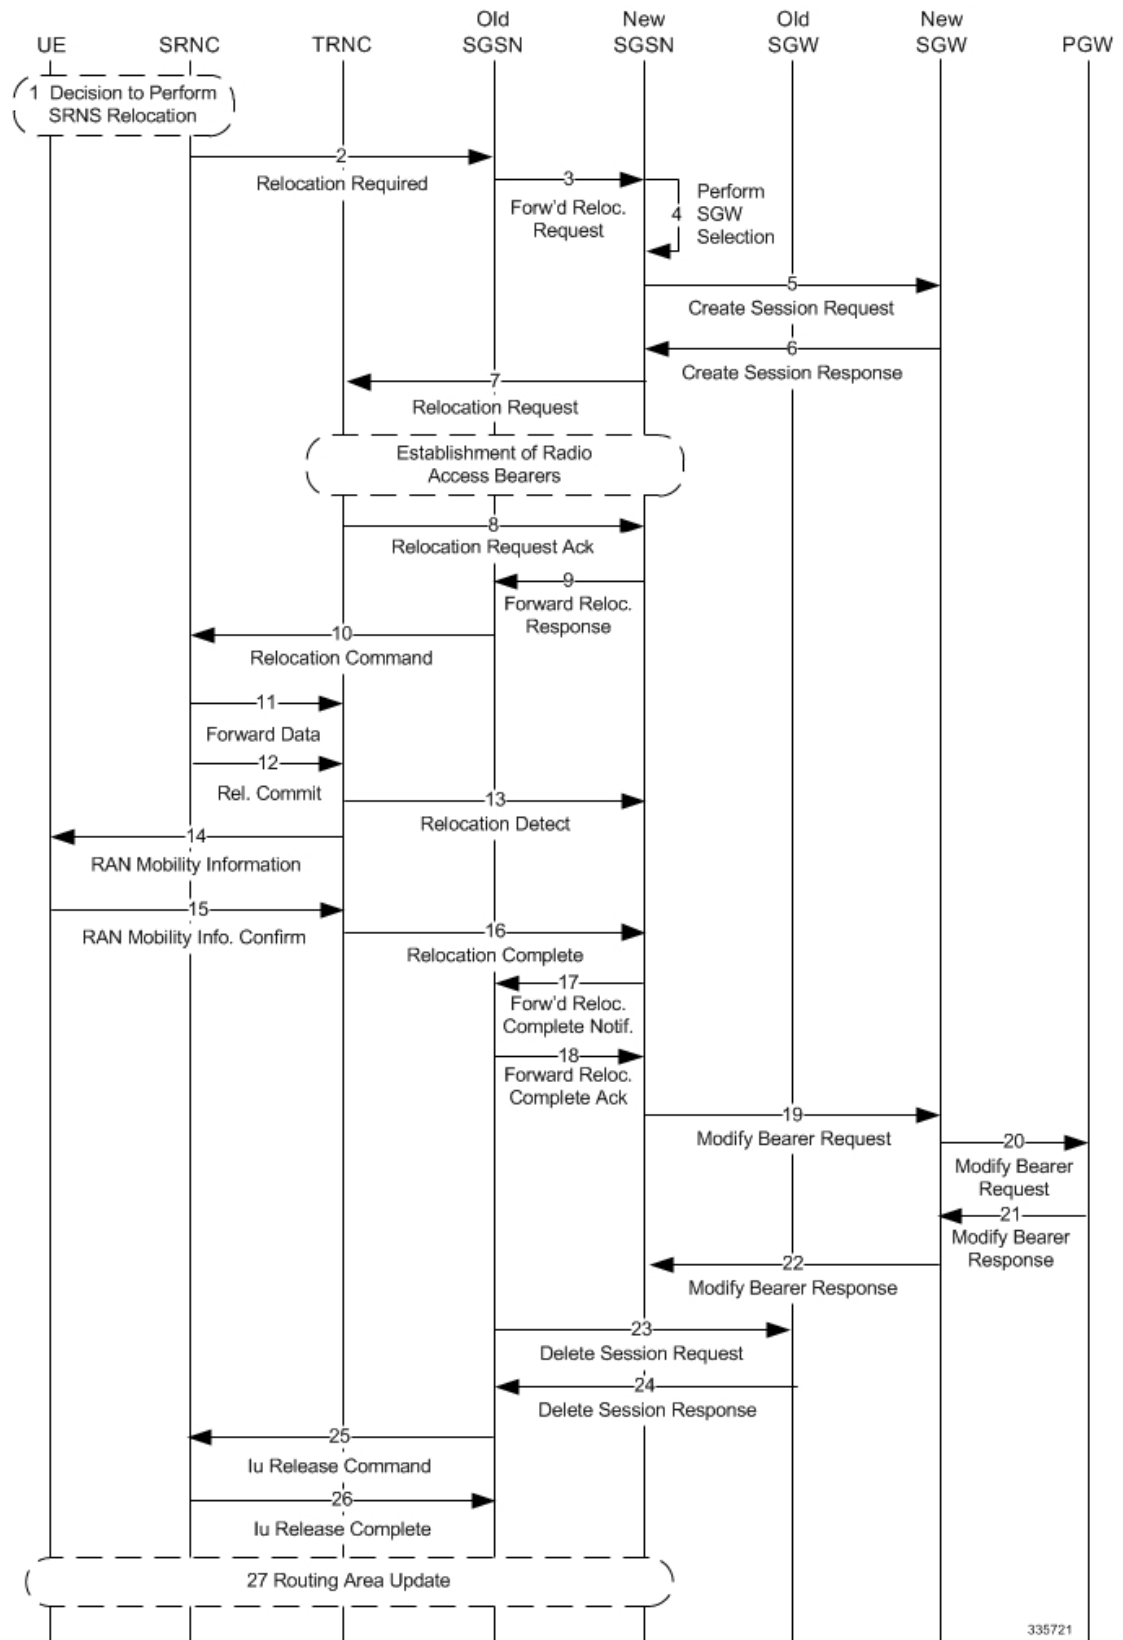 Old New Old New
UE SRNC TRNC SGSN SGSN SGW SGW PGW
1 Decision to Perform
SRNS Relocation
2
Relocation Required
3
Forw'd Reloc.
Request
4
Perform
SGW
Selection
5
Create Session Request
6
Create Session Response
7
Relocation Request
Establishment of Radio
Access Bearers
8
Relocation Request Ack
9
Forward Reloc.
Response
10
Relocation Command
11
Forward Data
12
Rel. Commit
13
Relocation Detect
14
RAN Mobility Information
15
RAN Mobility Info. Confirm
16
Relocation Complete
17
Forw'd Reloc.
Complete Notif.
18
Forward Reloc.
Complete Ack
19
Modify Bearer Request
20
Modify Bearer
Request
21
Modify Bearer
Response
22
Modify Bearer Response
23
Delete Session Request
24
Delete Session Response
25
Iu Release Command
26
Iu Release Complete
27 Routing Area Update
335721